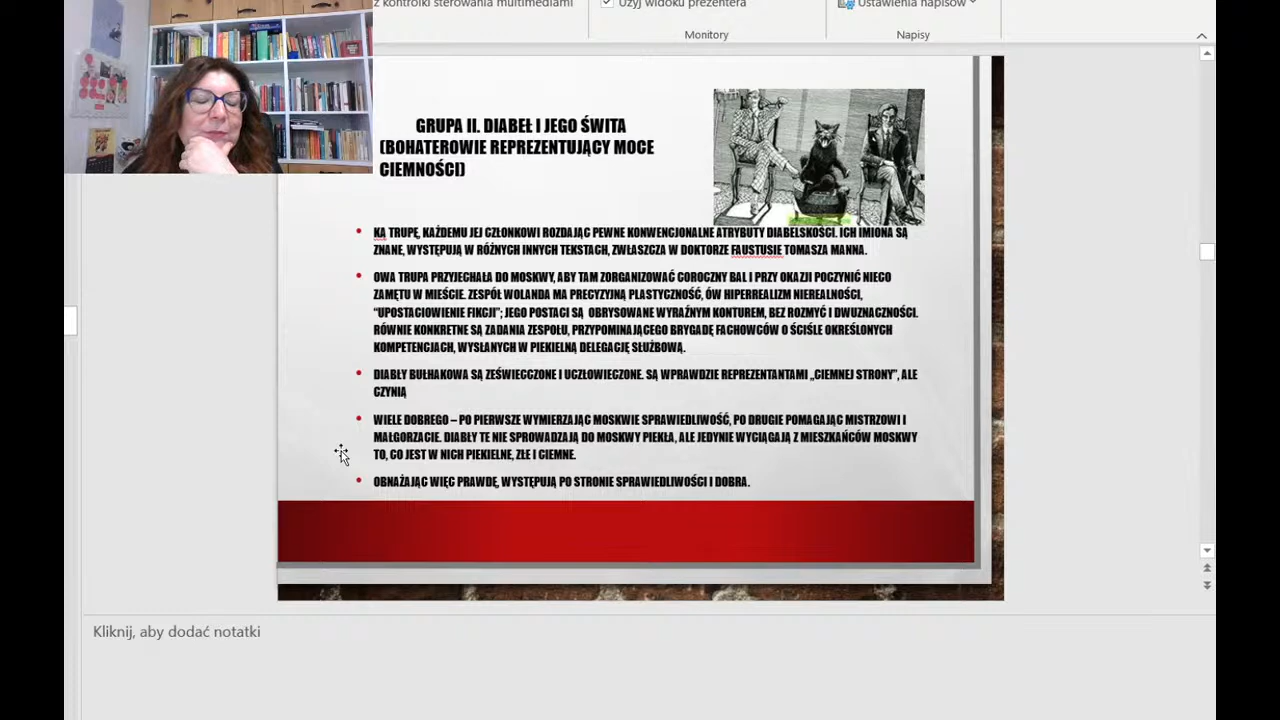 z kontrolki sterowania multimediami
Użyj widoku prezentera
Ustawienia napisów
Monitory
Napisy
GRUPA II. DIABEŁ I JEGO ŚWITA
(BOHATEROWIE REPREZENTUJĄCY MOCE
CIEMNOŚCI)
KĄ TRUPĘ, KAŻDEMU JEJ CZŁONKOWI ROZDAJĄC PEWNE KONWENCJONALNE ATRYBUTY DIABELSKOŚCI. ICH IMIONA SĄ
ZNANE, WYSTĘPUJĄ W RÓŻNYCH INNYCH TEKSTACH, ZWŁASZCZA W DOKTORZE FAUSTUSIE TOMASZA MANNA.
OWA TRUPA PRZYJECHAŁA DO MOSKWY, ABY TAM ZORGANIZOWAĆ COROCZNY BAL I PRZY OKAZJI POCZYNIĆ NIECO
ZAMĘTU W MIEŚCIE. ZESPÓŁ WOLANDA MA PRECYZYJNĄ PLASTYCZNOŚĆ, ÓW HIPERREALIZM NIEREALNOŚCI,
"UPOSTACIOWIENIE FIKCJI"; JEGO POSTACI SĄ OBRYSOWANE WYRAŹNYM KONTUREM, BEZ ROZMYĆ I DWUZNACZNOŚCI.
RÓWNIE KONKRETNE SĄ ZADANIA ZESPOŁU, PRZYPOMINAJĄCEGO BRYGADĘ FACHOWCÓW O ŚCIŚLE OKREŚLONYCH
KOMPETENCJACH, WYSŁANYCH W PIEKIELNĄ DELEGACJĘ SŁUŻBOWĄ.
DIABŁY BUŁHAKOWA SĄ ZEŚWIECCZONE I UCZŁOWIECZONE. SĄ WPRAWDZIE REPREZENTANTAMI „CIEMNEJ STRONY", ALE
CZYNIĄ
WIELE DOBREGO – PO PIERWSZE WYMIERZAJĄC MOSKWIE SPRAWIEDLIWOŚĆ, PO DRUGIE POMAGAJĄC MISTRZOWI I
MAŁGORZACIE. DIABŁY TE NIE SPROWADZAJĄ DO MOSKWY PIEKŁA, ALE JEDYNIE WYCIĄGAJĄ Z MIESZKAŃCÓW MOSKWY
TO, CO JEST W NICH PIEKIELNE, ZŁE I CIEMNE.
OBNAŻAJĄC WIĘC PRAWDĘ, WYSTĘPUJĄ PO STRONIE SPRAWIEDLIWOŚCI I DOBRA.
Kliknij, aby dodać notatki